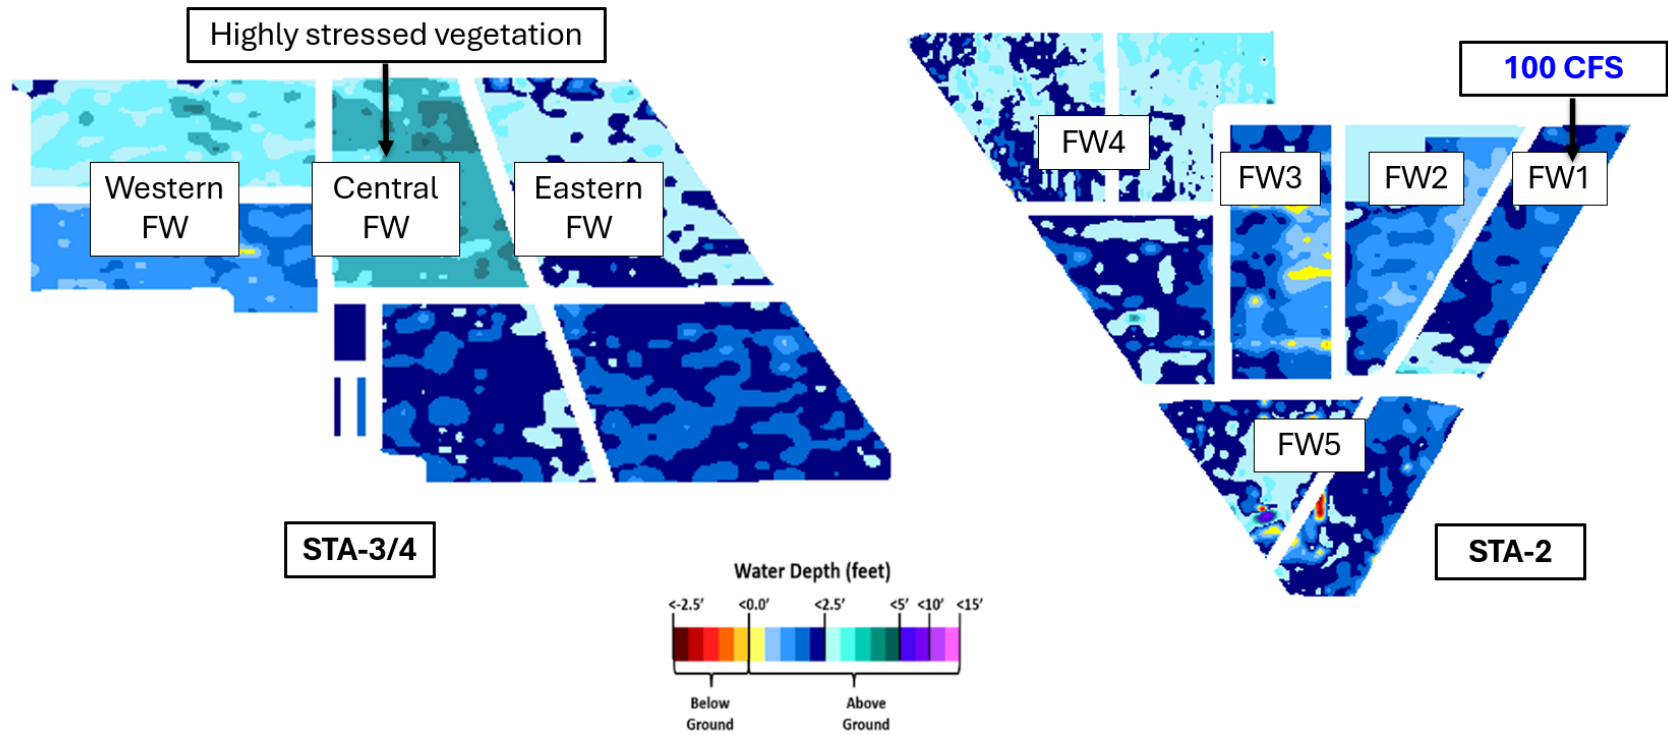 Highly stressed vegetation
100 CFS
Western
FW
Central
FW
Eastern
FW
FW4
FW3
FW2
FW1
FW5
STA-3/4
STA-2
Water Depth (feet)
<-2.5’ <0.0’ <2.5’ <5’ <10’ <15’
Below
Ground
Above
Ground